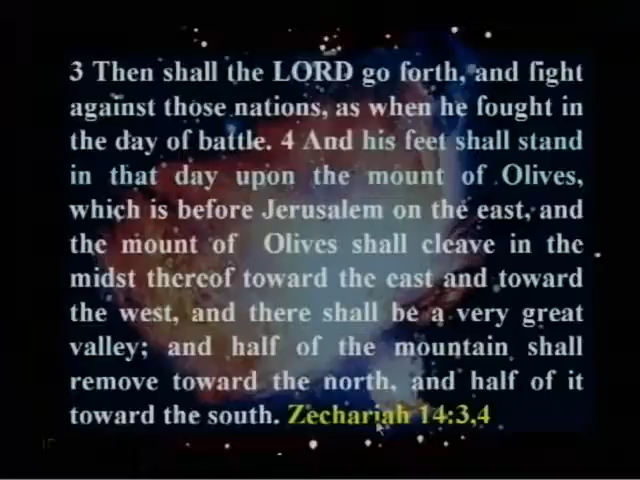 3 Then shall the LORD go forth, and fight
against those nations, as when he fought in
the day of battle. 4 And his feet shall stand
in that day upon the mount of Olives,
which is before Jerusalem on the east, and
the mount of Olives shall cleave in the
midst thereof toward the east and toward
the west, and there shall be a very great
valley; and half of the mountain shall
remove toward the north, and half of it
toward the south. Zechariah 14:3,4